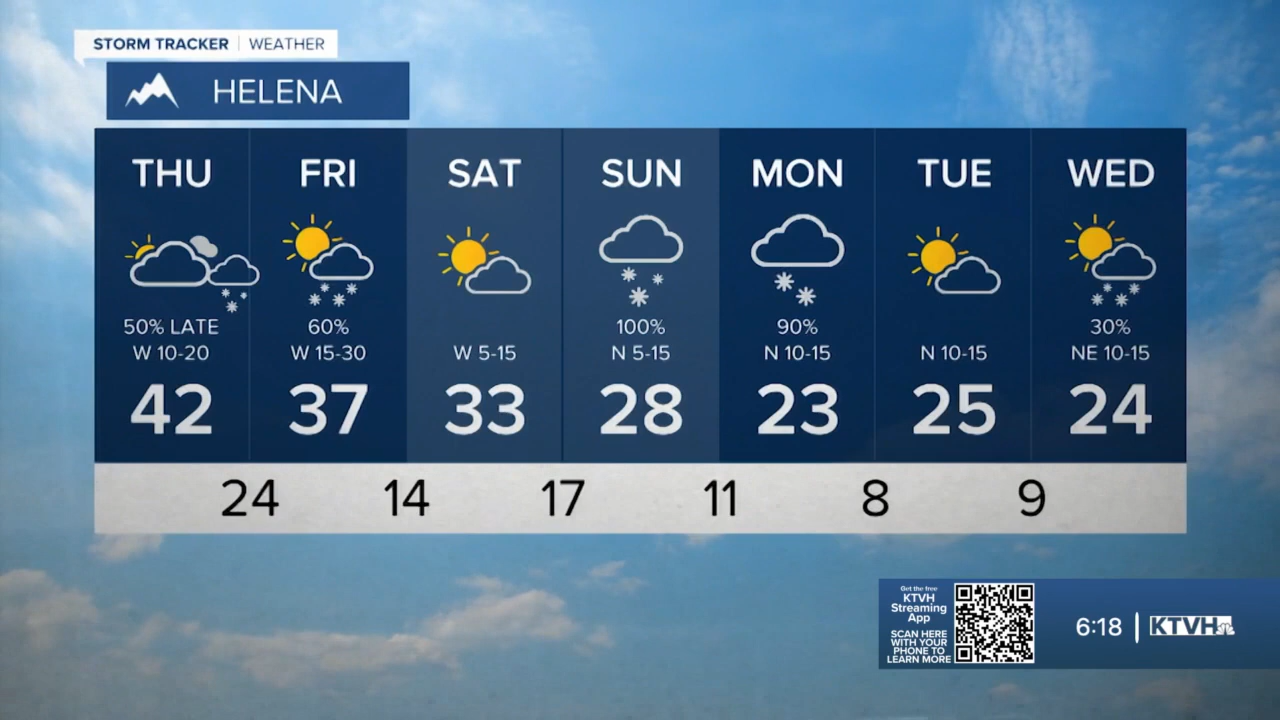 STORM TRACKER | WEATHER
HELENA
THU FRI SAT SUN MON TUE WED
50% LATE 60% 100% 90% 30%
W 10-20 W 15-30 W 5-15 N 5-15 N 10-15 N 10-15 NE 10-15
42 37 33 28 23 25 24
24 14 17 11 8 9
Get the free
KTVH
Streaming
App
SCAN HERE
WITH YOUR
PHONE TO
LEARN MORE
6:18 | KTVH